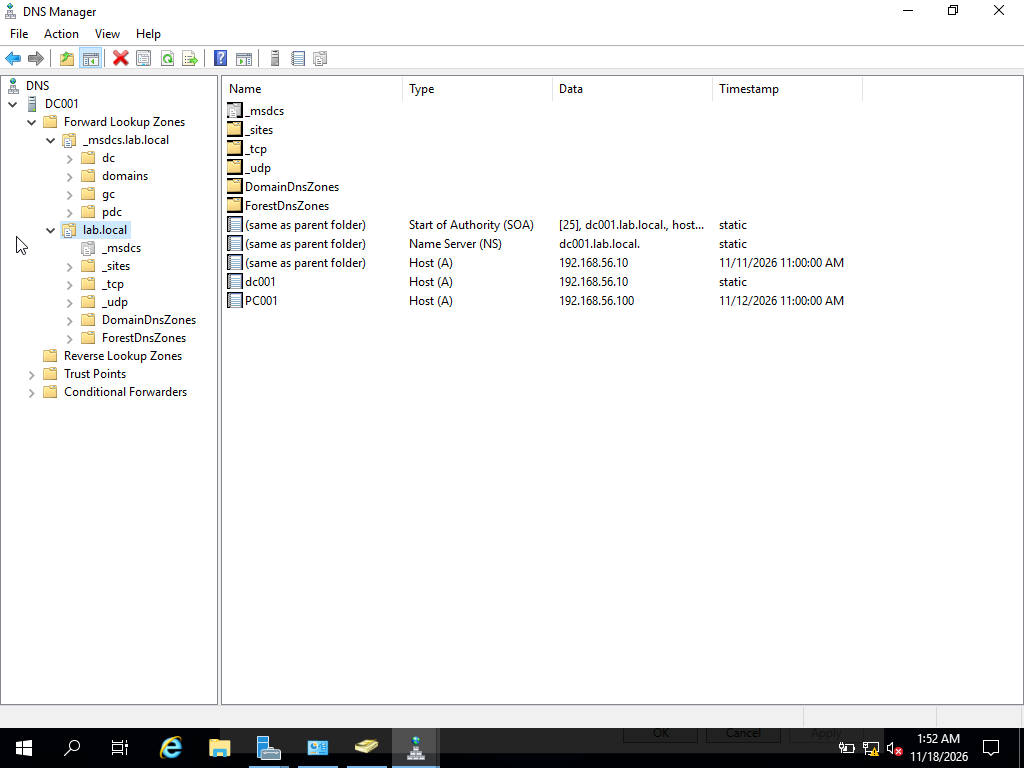 DNS Manager
File Action View Help
DNS
DC001
Forward Lookup Zones
_msdcs.lab.local
dc
domains
gc
pdc
lab.local
_msdcs
_sites
_tcp
_udp
DomainDnsZones
ForestDnsZones
Reverse Lookup Zones
Trust Points
Conditional Forwarders
Name Type Data Timestamp
_msdcs
_sites
_tcp
_udp
DomainDnsZones
ForestDnsZones
(same as parent folder) Start of Authority (SOA) [25], dc001.lab.local., host... static
(same as parent folder) Name Server (NS) dc001.lab.local. static
(same as parent folder) Host (A) 192.168.56.10 11/11/2026 11:00:00 AM
dc001 Host (A) 192.168.56.10 static
PC001 Host (A) 192.168.56.100 11/12/2026 11:00:00 AM
OK Cancel Apply
1:52 AM
11/18/2026